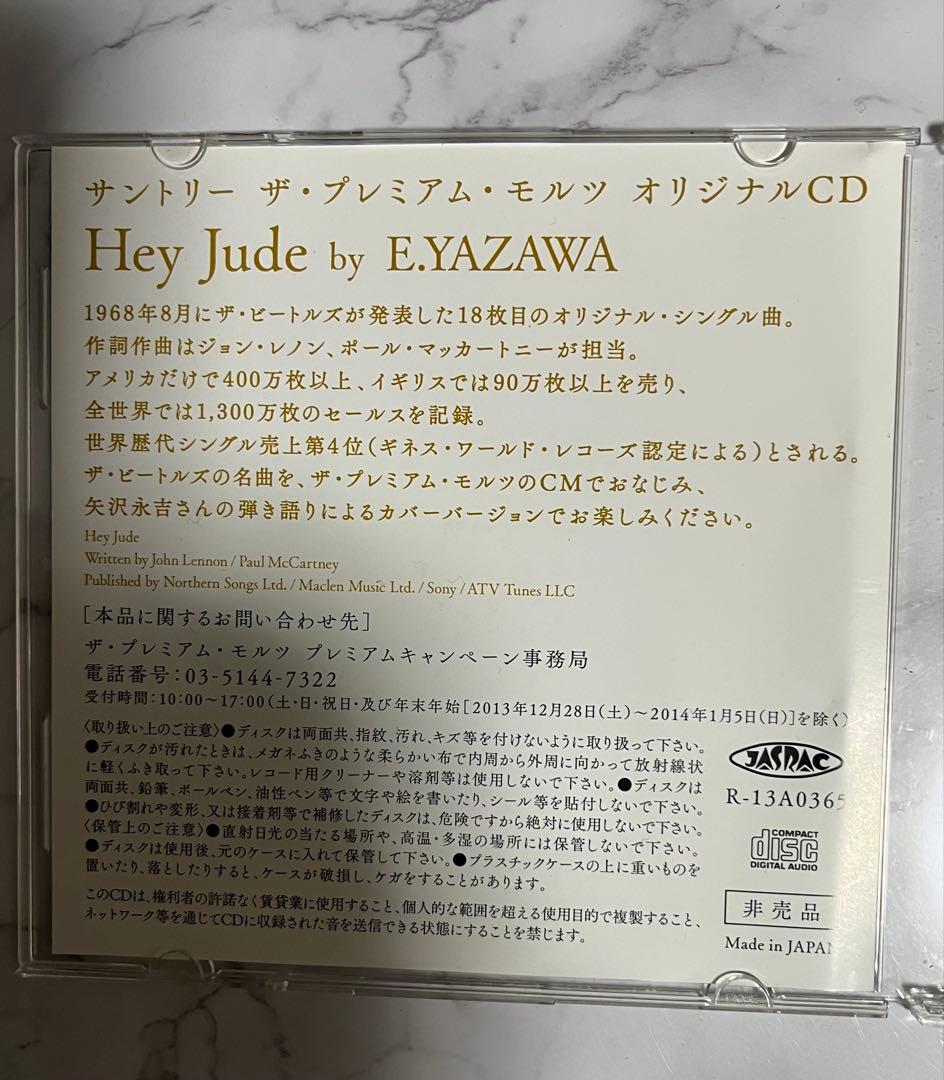 サントリー ザ・プレミアム・モルツ オリジナルCD
Hey Jude by E.YAZAWA
1968年8月にザ・ビートルズが発表した18枚目のオリジナル・シングル曲。
作詞作曲はジョン・レノン、ポール・マッカートニーが担当。
アメリカだけで400万枚以上、イギリスでは90万枚以上を売り、
全世界では1,300万枚のセールスを記録。
世界歴代シングル売上第4位(ギネス・ワールド・レコーズ認定による)とされる。
ザ・ビートルズの名曲を、ザ・プレミアム・モルツのCMでおなじみ、
矢沢永吉さんの弾き語りによるカバーバージョンでお楽しみください。
Hey Jude
Written by John Lennon / Paul McCartney
Published by Northern Songs Ltd. / Maclen Music Ltd. / Sony / ATV Tunes LLC
[本品に関するお問い合わせ先]
ザ・プレミアム・モルツ プレミアムキャンペーン事務局
電話番号:03-5144-7322
受付時間:10:00~17:00(土・日・祝日・及び年末年始[2013年12月28日(土)~2014年1月5日(日)]を除く)
〈取り扱い上のご注意〉●ディスクは両面共、指紋、汚れ、キズ等を付けないように取り扱って下さい。
●ディスクが汚れたときは、メガネふきのような柔らかい布で内周から外周に向かって放射線状
に軽くふき取って下さい。レコード用クリーナーや溶剤等は使用しないで下さい。●ディスクは
両面共、鉛筆、ボールペン、油性ペン等で文字や絵を書いたり、シール等を貼付しないで下さい。
●ひび割れや変形、又は接着剤等で補修したディスクは、危険ですから絶対に使用しないで下さい。
〈保管上のご注意〉●直射日光の当たる場所や、高温・多湿の場所には保管しないで下さい。
●ディスクは使用後、元のケースに入れて保管して下さい。●プラスチックケースの上に重いものを
置いたり、落としたりすると、ケースが破損し、ケガをすることがあります。
このCDは、権利者の許諾なく賃貸業に使用すること、個人的な範囲を超える使用目的で複製すること、
ネットワーク等を通じてCDに収録された音を送信できる状態にすることを禁じます。
JASRAC
R-13A0365
COMPACT
disc
DIGITAL AUDIO
非売品
Made in JAPAN